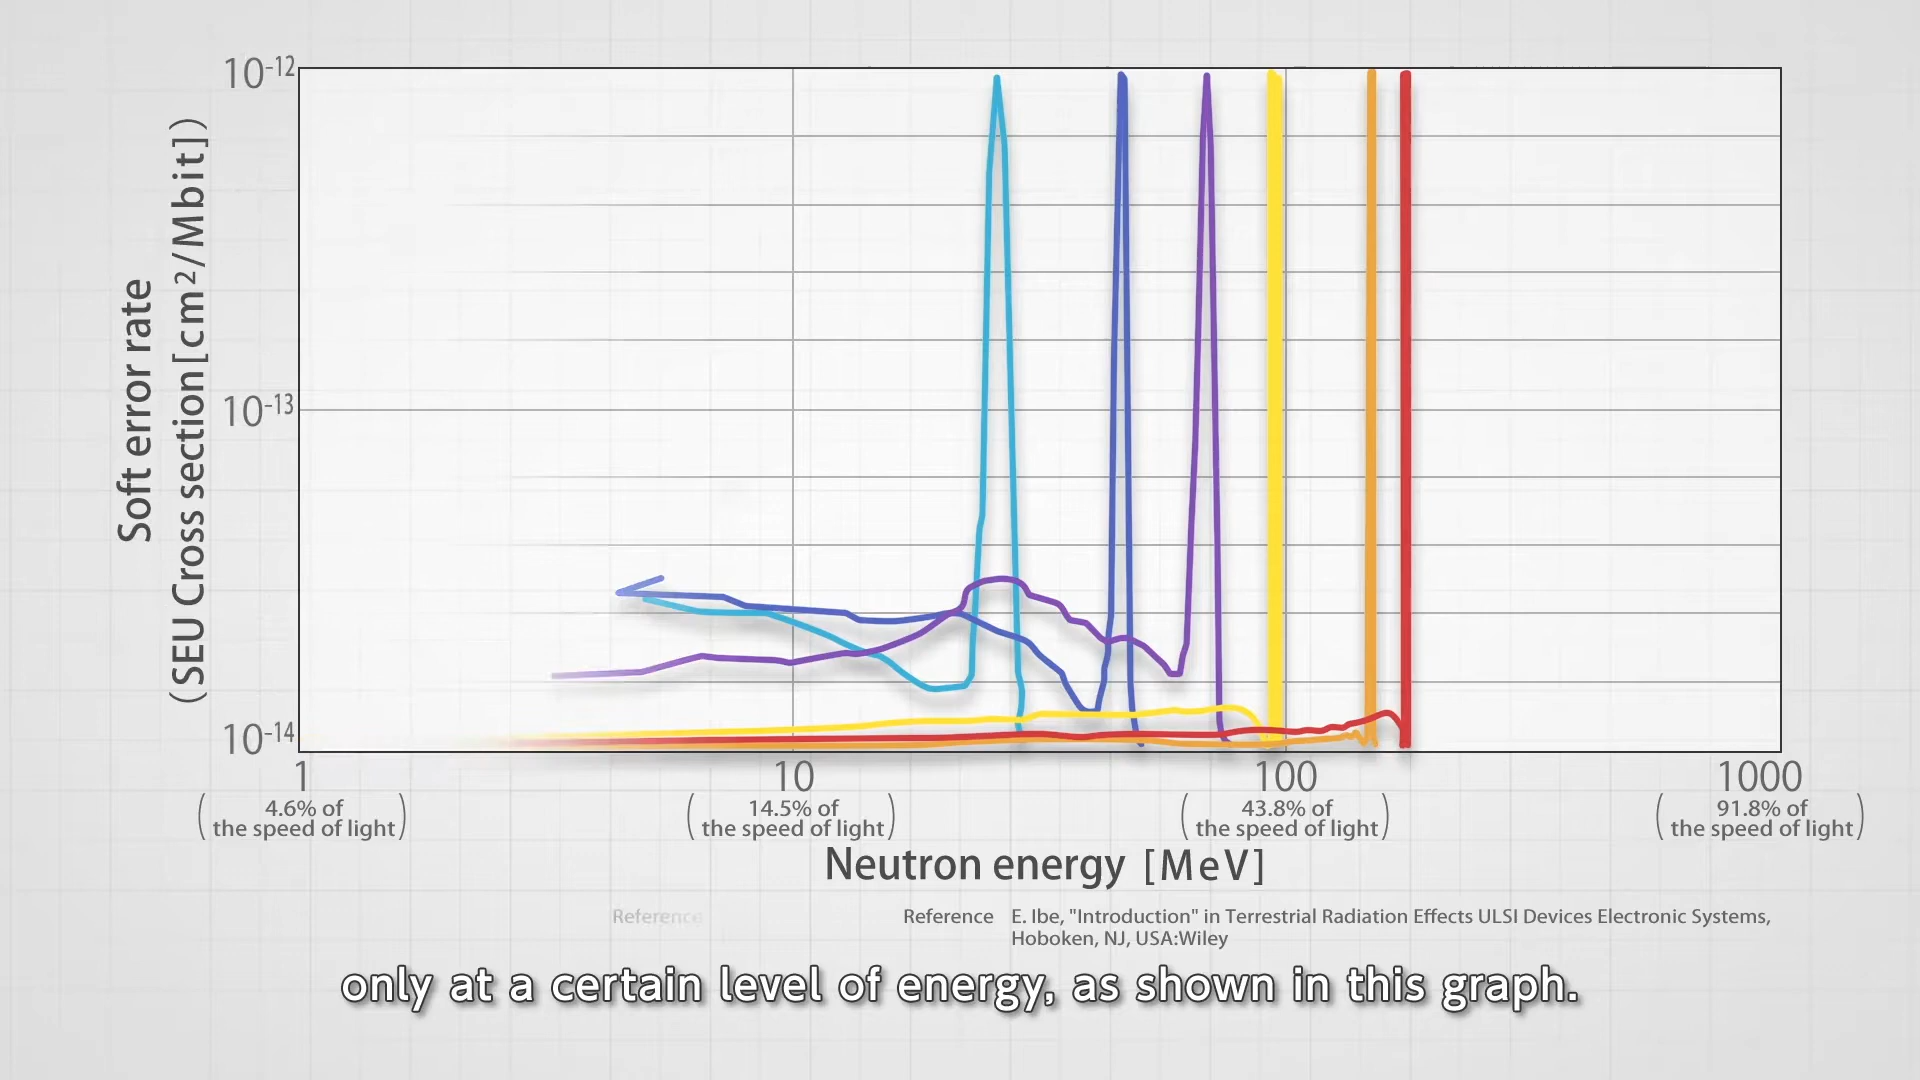 10-12
10-13
10-14
Soft error rate
(SEU Cross section[cm2/Mbit])
1
10
100
1000
(4.6% of
the speed of light)
(14.5% of
the speed of light)
(43.8% of
the speed of light)
(91.8% of
the speed of light)
Neutron energy [MeV]
Reference
Reference E. Ibe, "Introduction" in Terrestrial Radiation Effects ULSI Devices Electronic Systems,
Hoboken, NJ, USA:Wiley
only at a certain level of energy, as shown in this graph.